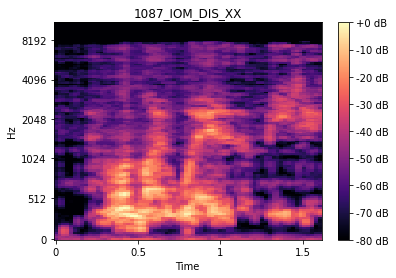 1087_IOM_DIS_XX
Hz
8192
4096
2048
1024
512
0
0
0.5
1
1.5
Time
+0 dB
-10 dB
-20 dB
-30 dB
-40 dB
-50 dB
-60 dB
-70 dB
-80 dB